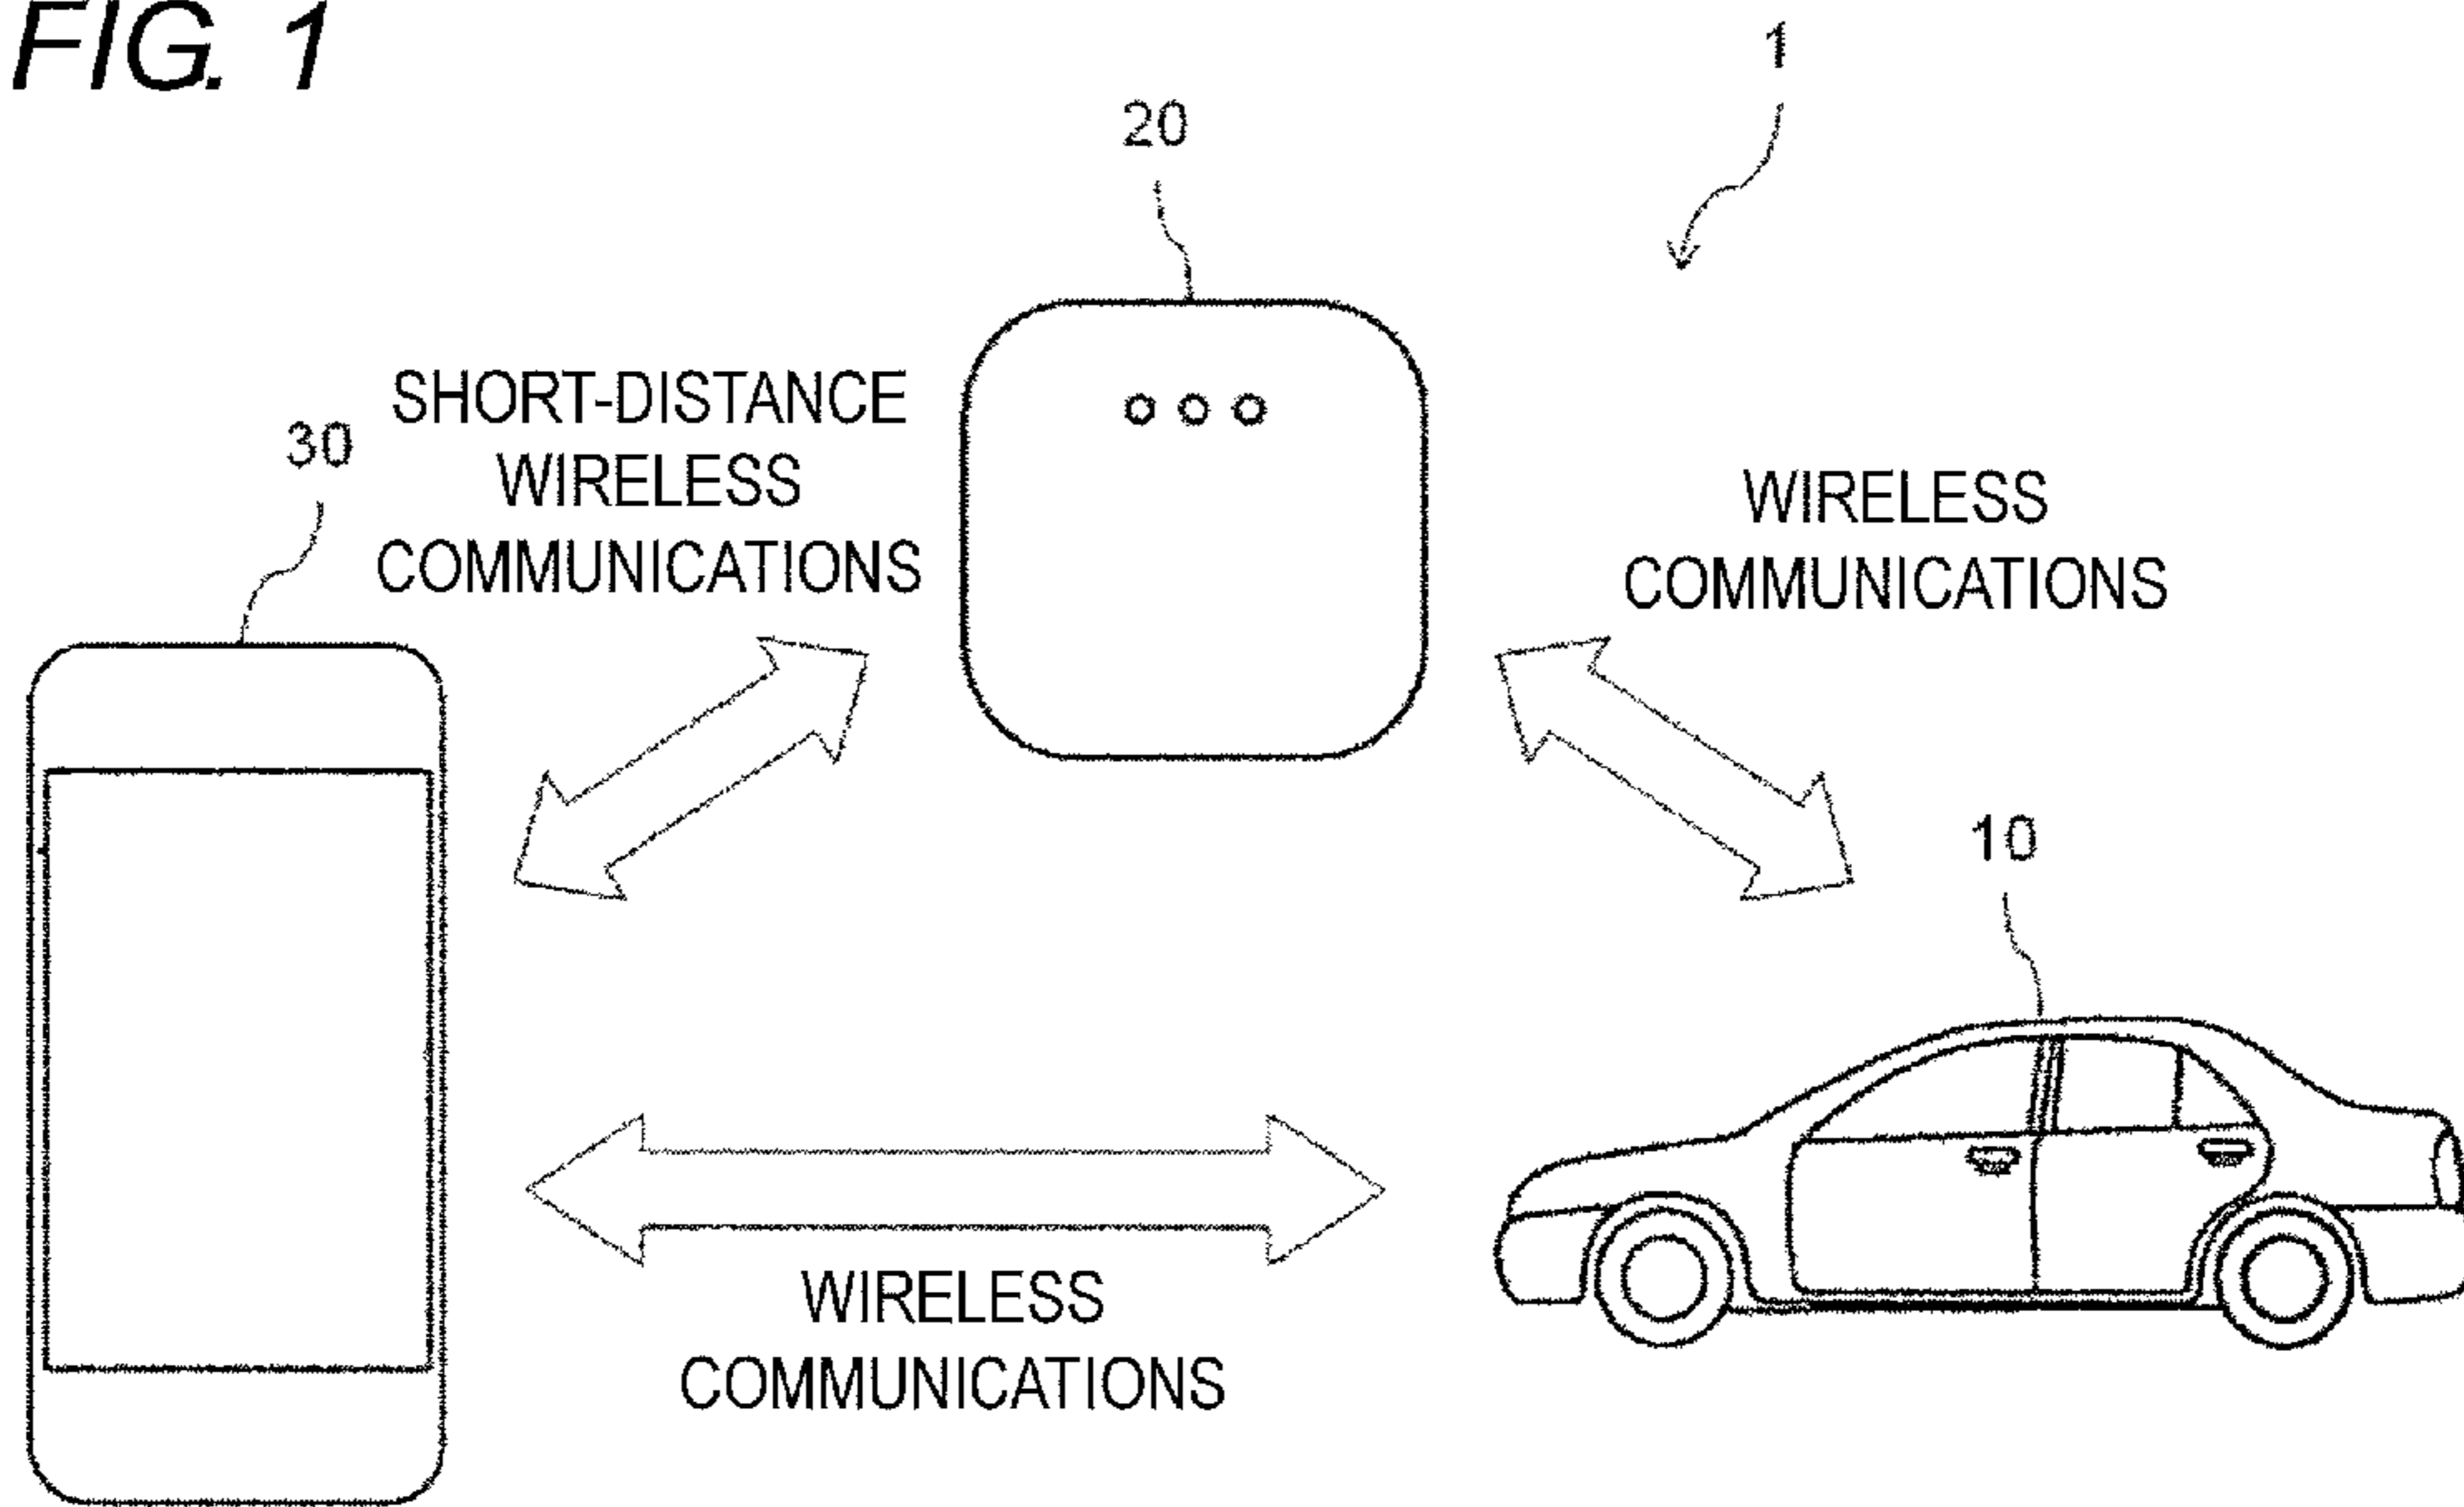 FIG. 1
1
20
SHORT-DISTANCE
WIRELESS
COMMUNICATIONS
30
WIRELESS
COMMUNICATIONS
10
WIRELESS
COMMUNICATIONS